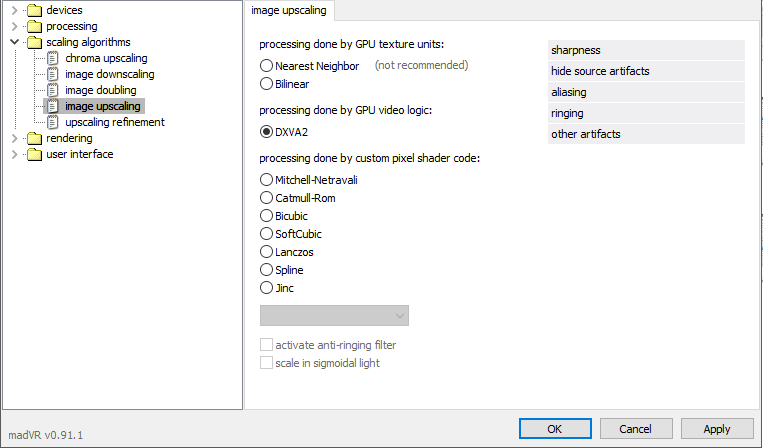 devices
processing
scaling algorithms
chroma upscaling
image downscaling
image doubling
image upscaling
upscaling refinement
rendering
user interface
madVR v0.91.1
image upscaling
processing done by GPU texture units:
Nearest Neighbor (not recommended)
Bilinear
processing done by GPU video logic:
DXVA2
processing done by custom pixel shader code:
Mitchell-Netravali
Catmull-Rom
Bicubic
SoftCubic
Lanczos
Spline
Jinc
activate anti-ringing filter
scale in sigmoidal light
sharpness
hide source artifacts
aliasing
ringing
other artifacts
OK
Cancel
Apply